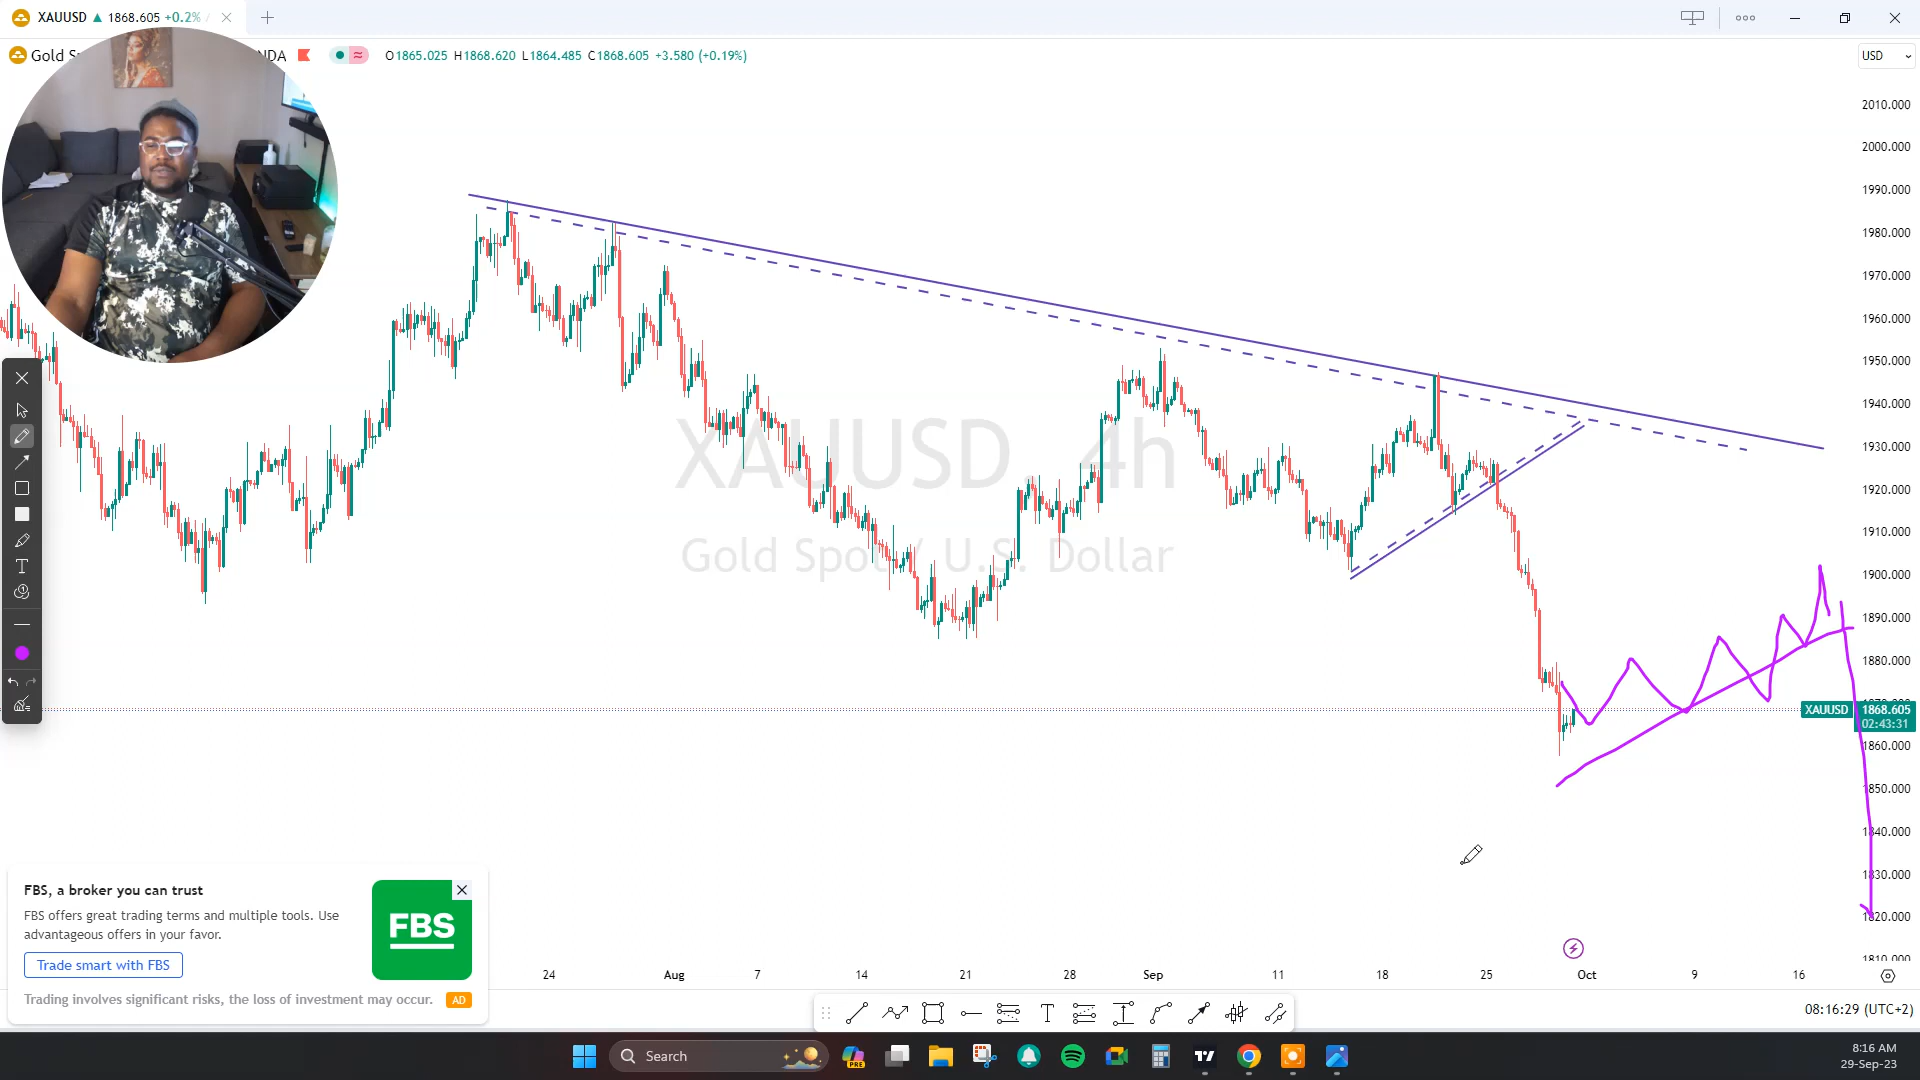 XAUUSD ▲ 1868.605 +0.2% /
Gold S NDA O1865.025 H1868.620 L1864.485 C1868.605 +3.580 (+0.19%)
USD
2010.000
2000.000
1990.000
1980.000
1970.000
1960.000
1950.000
1940.000
1930.000
1920.000
1910.000
1900.000
1890.000
1880.000
XAUUSD 1868.605
02:43:31
1860.000
1850.000
1840.000
1830.000
1820.000
1810.000
XAUUSD, 4h
Gold Spot / U.S. Dollar
FBS, a broker you can trust
FBS offers great trading terms and multiple tools. Use
advantageous offers in your favor.
Trade smart with FBS
Trading involves significant risks, the loss of investment may occur. AD
FBS
24 Aug 7 14 21 28 Sep 11 18 25 Oct 9 16
08:16:29 (UTC+2)
Search
PRE
8:16 AM
29-Sep-23